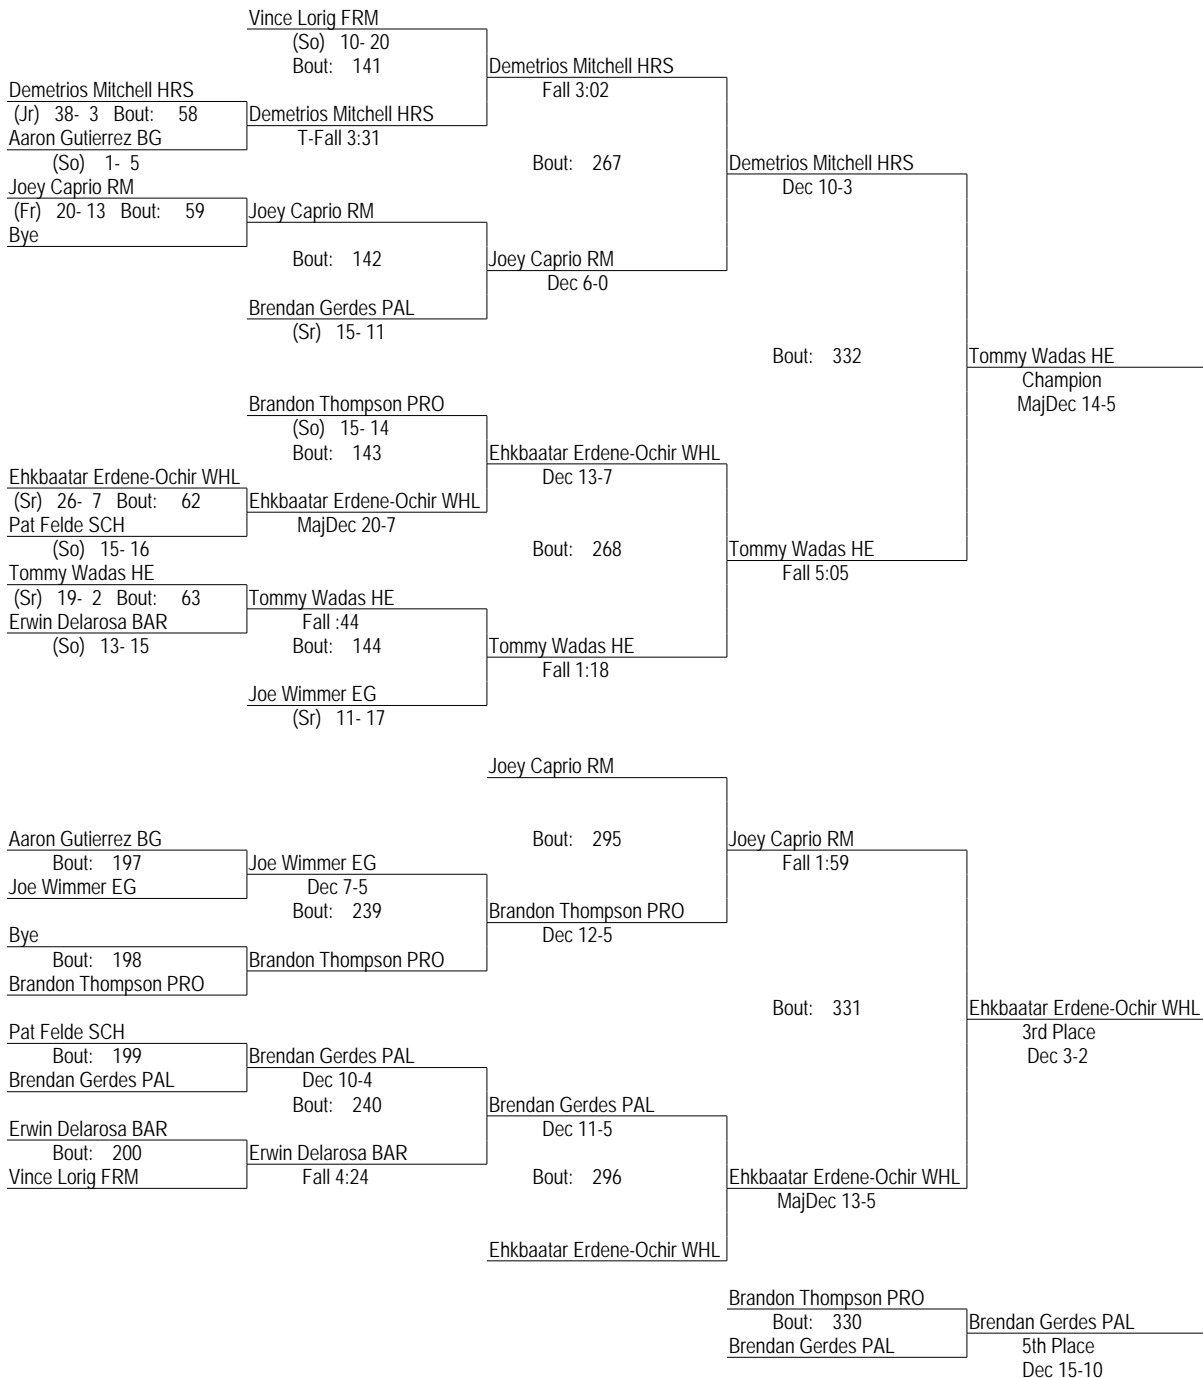 Vince Lorig FRM
(So) 10- 20
Bout: 141
Demetrios Mitchell HRS
Fall 3:02
Demetrios Mitchell HRS
(Jr) 38- 3 Bout: 58
Demetrios Mitchell HRS
Aaron Gutierrez BG
T-Fall 3:31
(So) 1- 5
Bout: 267
Demetrios Mitchell HRS
Joey Caprio RM
Dec 10-3
(Fr) 20- 13 Bout: 59
Joey Caprio RM
Bye
Bout: 142
Joey Caprio RM
Dec 6-0
Brendan Gerdes PAL
(Sr) 15- 11
Bout: 332
Tommy Wadas HE
Champion
Brandon Thompson PRO
MajDec 14-5
(So) 15- 14
Bout: 143
Ehkbaatar Erdene-Ochir WHL
Ehkbaatar Erdene-Ochir WHL
Dec 13-7
(Sr) 26- 7 Bout: 62
Ehkbaatar Erdene-Ochir WHL
Pat Felde SCH
MajDec 20-7
(So) 15- 16
Bout: 268
Tommy Wadas HE
Tommy Wadas HE
Fall 5:05
(Sr) 19- 2 Bout: 63
Tommy Wadas HE
Erwin Delarosa BAR
Fall :44
(So) 13- 15
Bout: 144
Tommy Wadas HE
Fall 1:18
Joe Wimmer EG
(Sr) 11- 17
Joey Caprio RM
Aaron Gutierrez BG
Bout: 295
Joey Caprio RM
Bout: 197
Joe Wimmer EG
Fall 1:59
Joe Wimmer EG
Dec 7-5
Bout: 239
Brandon Thompson PRO
Bye
Dec 12-5
Bout: 198
Brandon Thompson PRO
Brandon Thompson PRO
Bout: 331
Ehkbaatar Erdene-Ochir WHL
Pat Felde SCH
3rd Place
Bout: 199
Brendan Gerdes PAL
Dec 3-2
Brendan Gerdes PAL
Dec 10-4
Bout: 240
Brendan Gerdes PAL
Erwin Delarosa BAR
Dec 11-5
Bout: 200
Erwin Delarosa BAR
Vince Lorig FRM
Fall 4:24
Bout: 296
Ehkbaatar Erdene-Ochir WHL
MajDec 13-5
Ehkbaatar Erdene-Ochir WHL
Brandon Thompson PRO
Bout: 330
Brendan Gerdes PAL
Brendan Gerdes PAL
5th Place
Dec 15-10